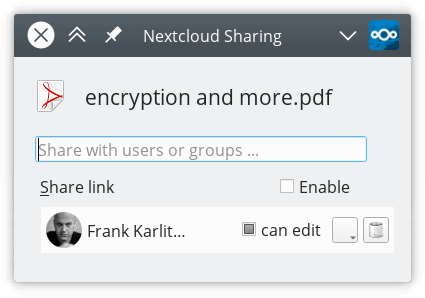 Nextcloud Sharing
encryption and more.pdf
Share with users or groups ...
Share link Enable
Frank Karlit... can edit